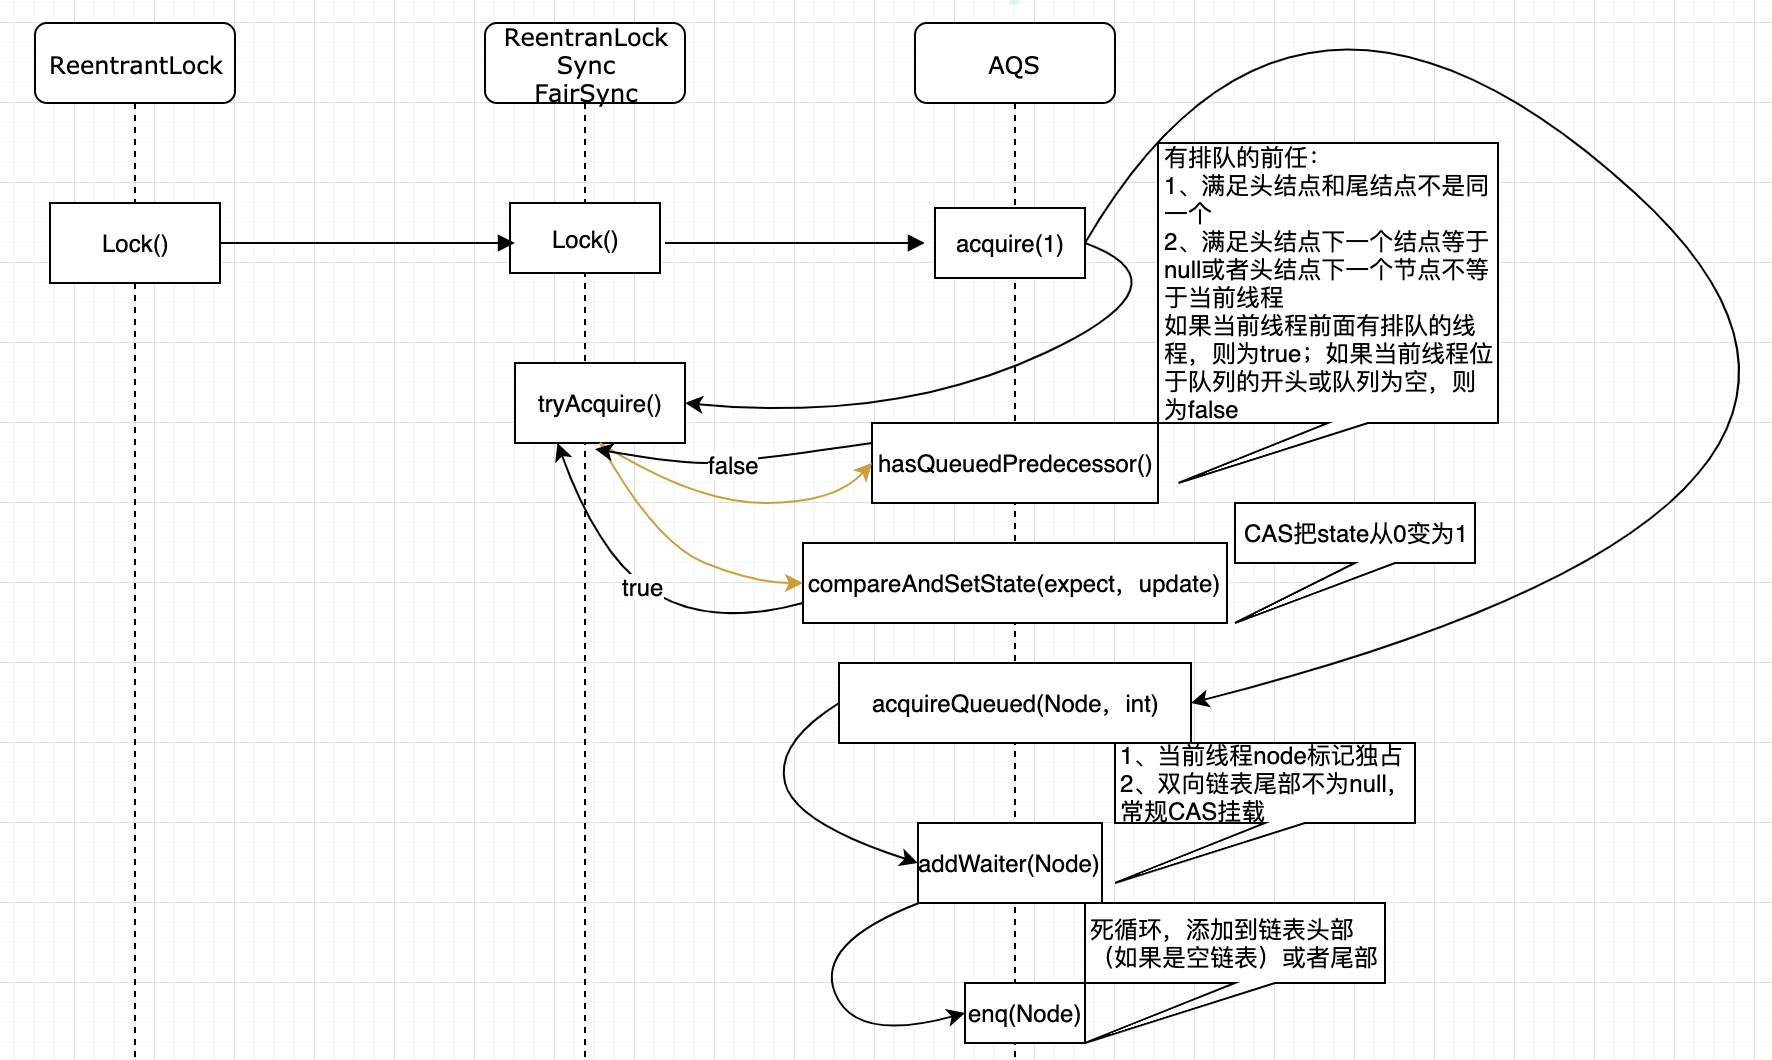 ReentrantLock
ReentranLock
Sync
FairSync
AQS
Lock()
Lock()
acquire(1)
有排队的前任：
1、满足头结点和尾结点不是同
一个
2、满足头结点下一个结点等于
null或者头结点下一个节点不等
于当前线程
如果当前线程前面有排队的线
程，则为true；如果当前线程位
于队列的开头或队列为空，则
为false
tryAcquire()
false
hasQueuedPredecessor()
CAS把state从0变为1
true
compareAndSetState(expect，update)
acquireQueued(Node，int)
1、当前线程node标记独占
2、双向链表尾部不为null,
常规CAS挂载
addWaiter(Node)
死循环，添加到链表头部
（如果是空链表）或者尾部
enq(Node)